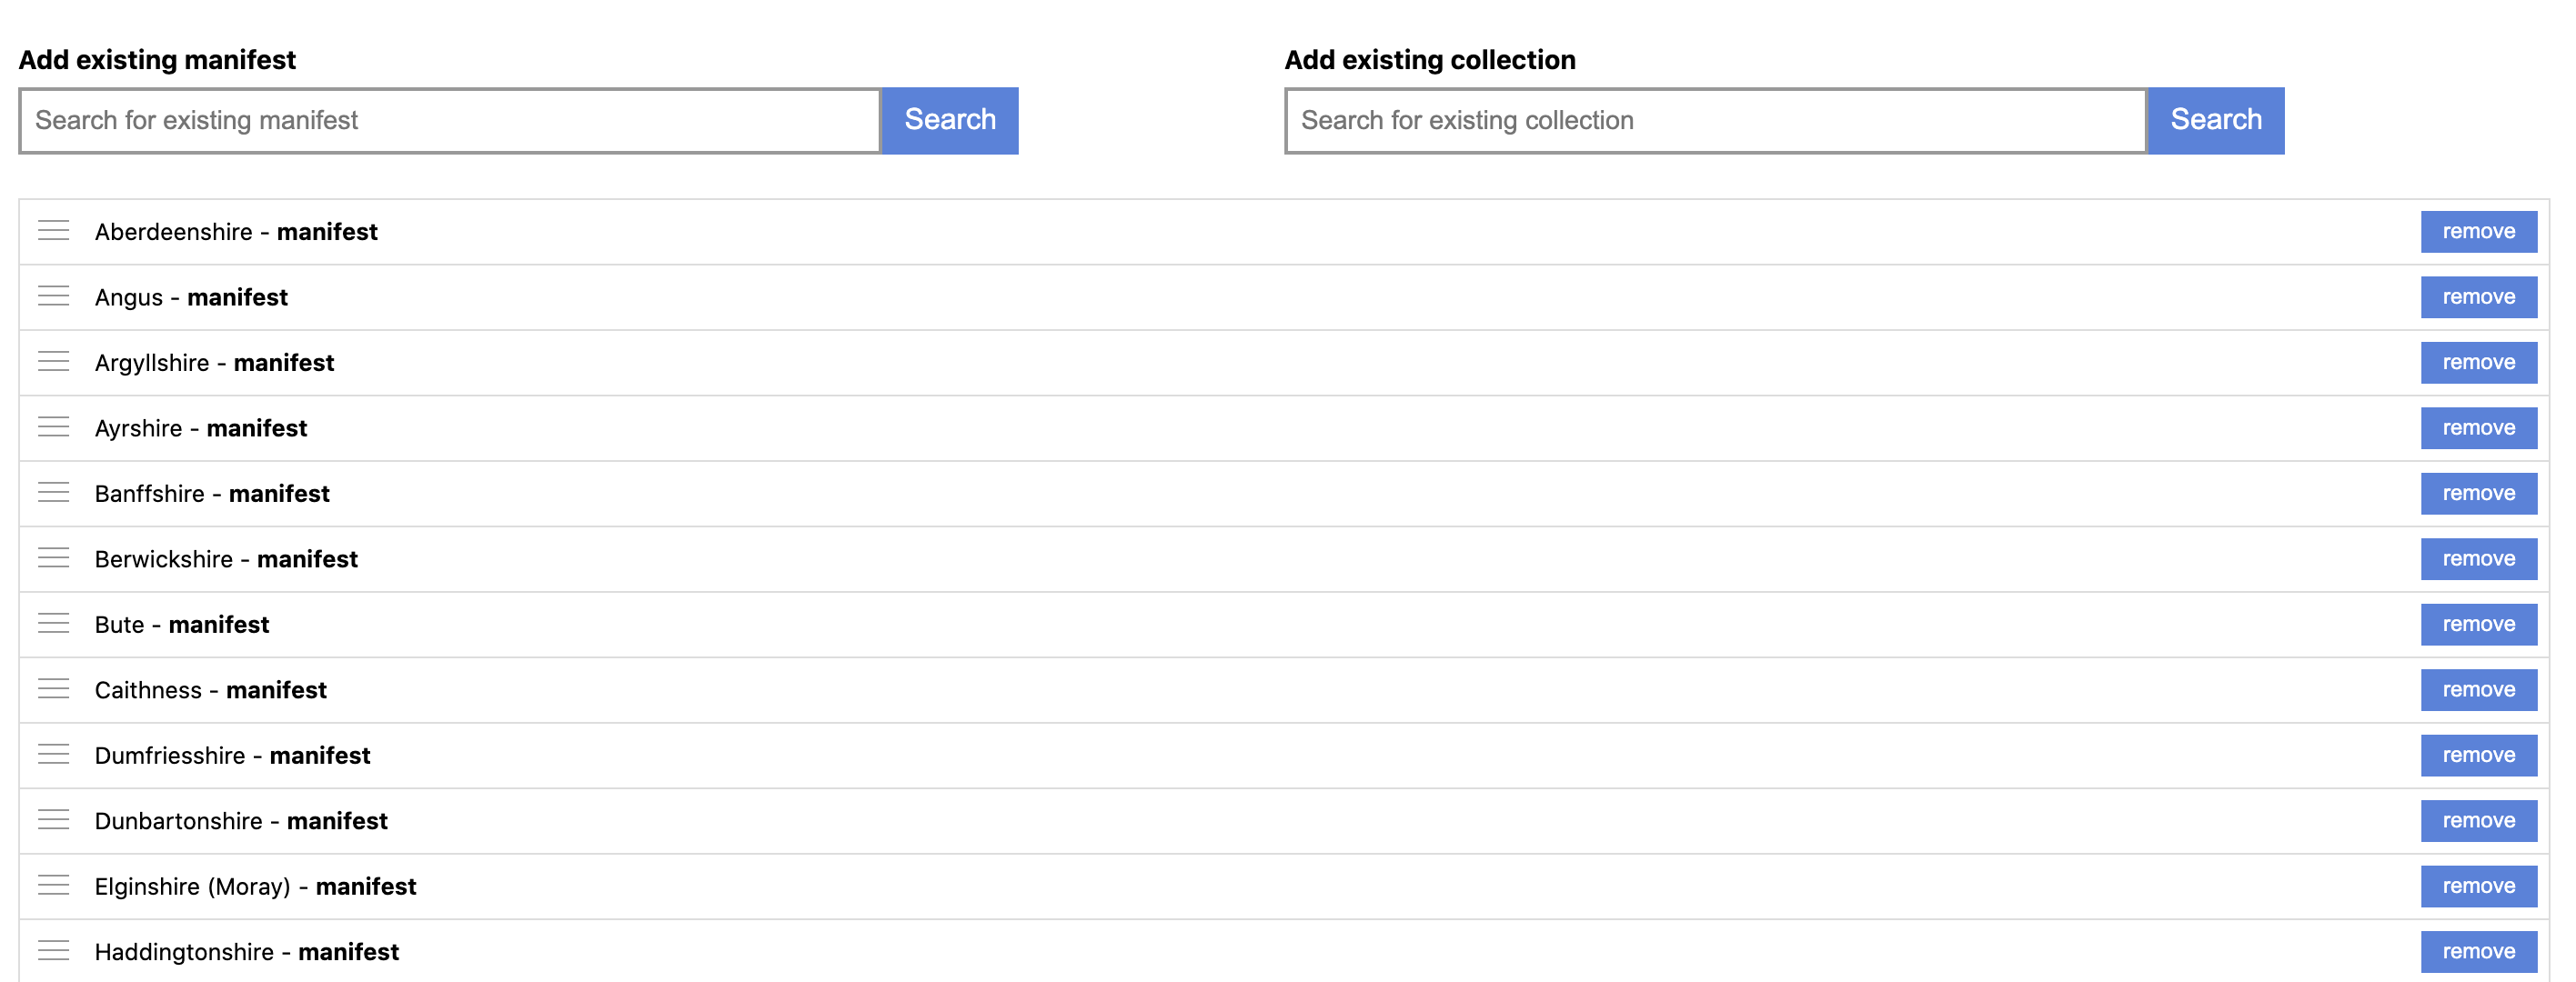 Add existing manifest
Search for existing manifest Search
Add existing collection
Search for existing collection Search
Aberdeenshire - manifest remove
Angus - manifest remove
Argyllshire - manifest remove
Ayrshire - manifest remove
Banffshire - manifest remove
Berwickshire - manifest remove
Bute - manifest remove
Caithness - manifest remove
Dumfriesshire - manifest remove
Dunbartonshire - manifest remove
Elginshire (Moray) - manifest remove
Haddingtonshire - manifest remove